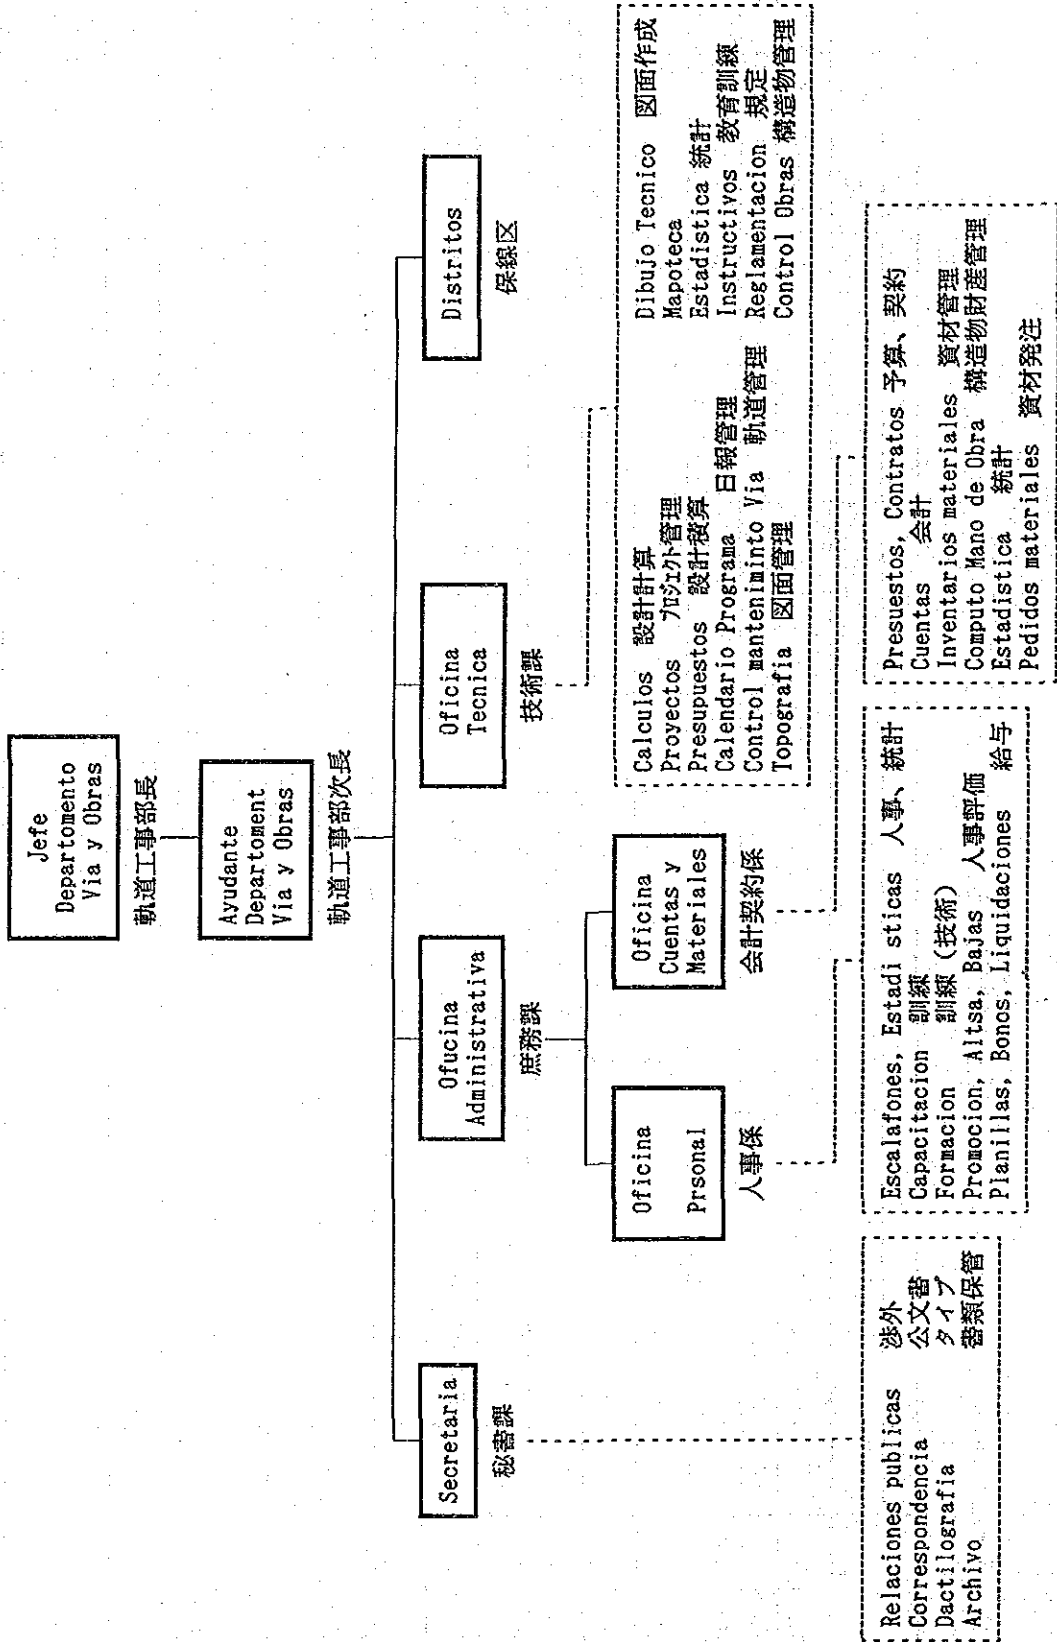 Jefe
Departomento
Via y Obras
軌道工事部長
Ayudante
Department
Via y Obras
軌道工事部次長
Secretaria
秘書課
Ofucina
Administrativa
庶務課
Oficina
Tecnica
技術課
Distritos
保線区
Oficina
Prsonal
人事係
Oficina
Cuentas y
Materiales
会計契約係
Calculos 設計計算
Proyectos プロジェクト管理
Presupuestos 設計積算
Calendario Programa 日報管理
Control manteniminto Via 軌道管理
Topografia 図面管理
Dibujo Tecnico 図面作成
Mapoteca
Estadistica 統計
Instructivos 教育訓練
Reglamentacion 規定
Control Obras 構造物管理
Relaciones publicas 渉外
Correspondencia 公文書
Dactilografia タイプ
Archivo 書類保管
Escalafones, Estadi sticas 人事、統計
Capacitacion 訓練
Formacion 訓練 (技術)
Promocion, Altsa, Bajas 人事評価
Planillas, Bonos, Liquidaciones 給与
Presuestos, Contratos 予算、契約
Cuentas 会計
Inventarios materiales 資材管理
Computo Mano de Obra 構造物財産管理
Estadistica 統計
Pedidos materiales 資材発注